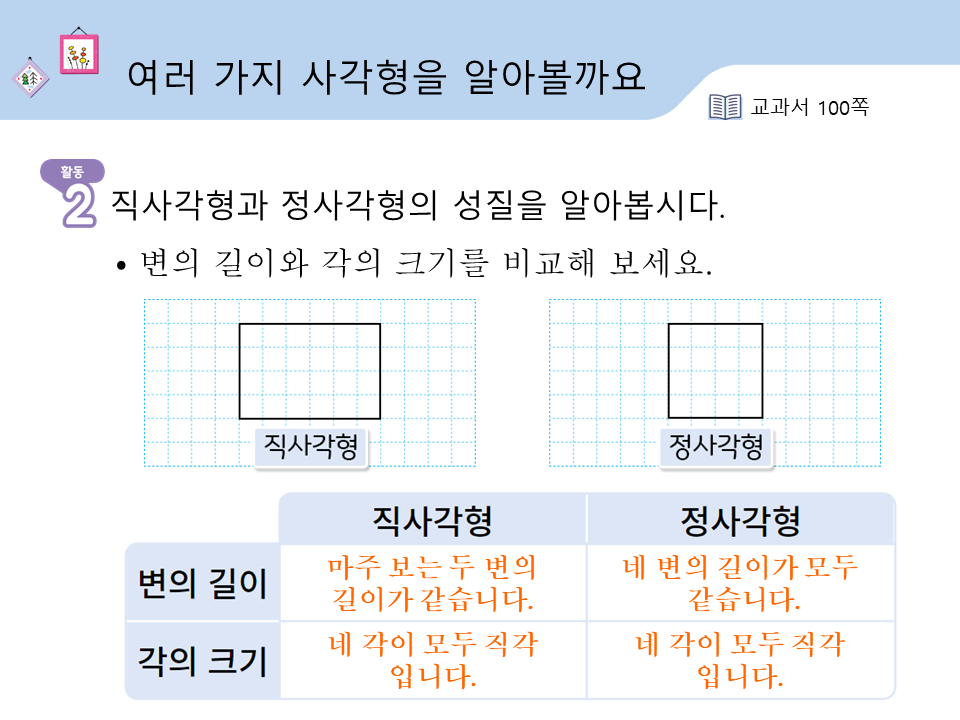 여러 가지 사각형을 알아볼까요
교과서 100쪽
활동
2 직사각형과 정사각형의 성질을 알아봅시다.
• 변의 길이와 각의 크기를 비교해 보세요.
직사각형 정사각형
직사각형 정사각형
변의 길이
마주 보는 두 변의
길이가 같습니다.
네 변의 길이가 모두
같습니다.
각의 크기
네 각이 모두 직각
입니다.
네 각이 모두 직각
입니다.